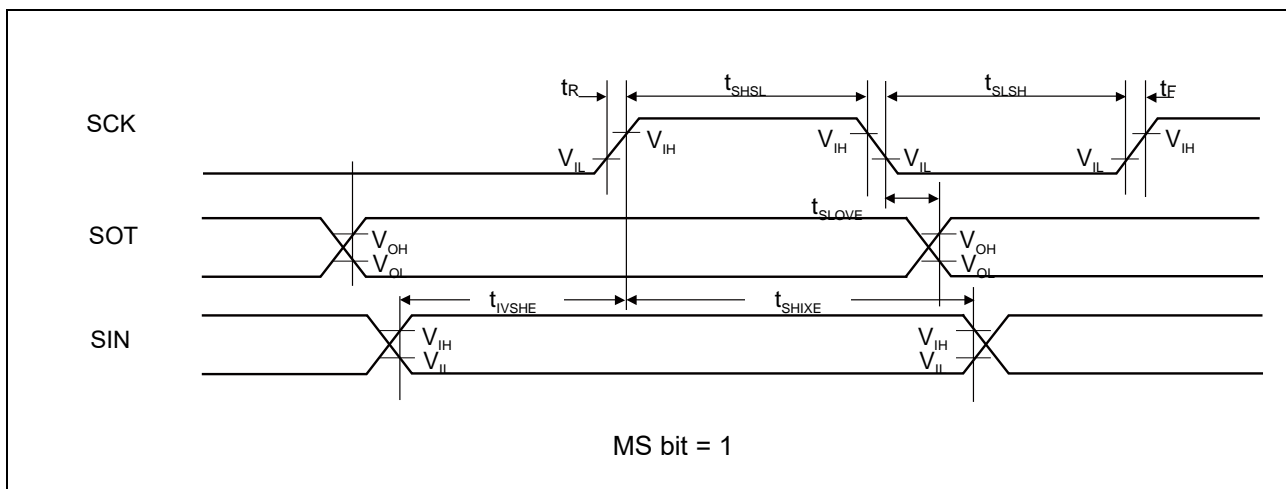 tR
tSHSL
tSLSH
tF
SCK
VIH
VIH
VIH
VIL
VIL
VIL
tSLOVE
SOT
VOH
VOL
VOH
VOL
tIVSHE
tSHIXE
SIN
VIH
VIL
VIH
VIL
MS bit = 1